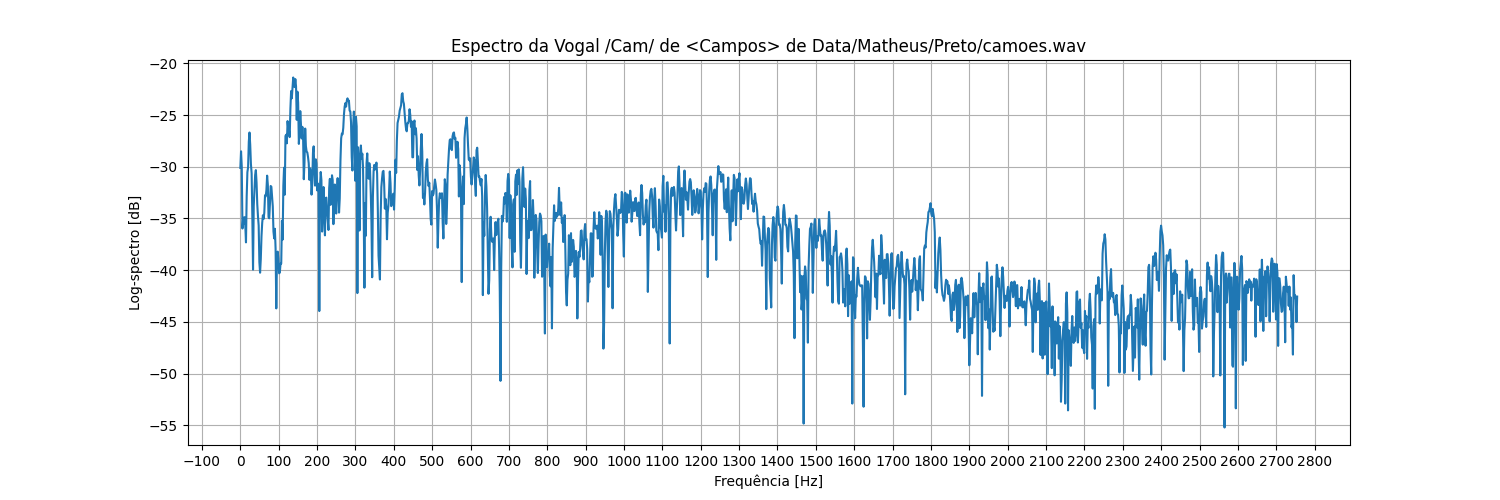 Espectro da Vogal /Cam/ de <Campos> de Data/Matheus/Preto/camoes.wav
Log-spectro [dB]
−20
−25
−30
−35
−40
−45
−50
−55
−100 0 100 200 300 400 500 600 700 800 900 1000 1100 1200 1300 1400 1500 1600 1700 1800 1900 2000 2100 2200 2300 2400 2500 2600 2700 2800
Frequência [Hz]